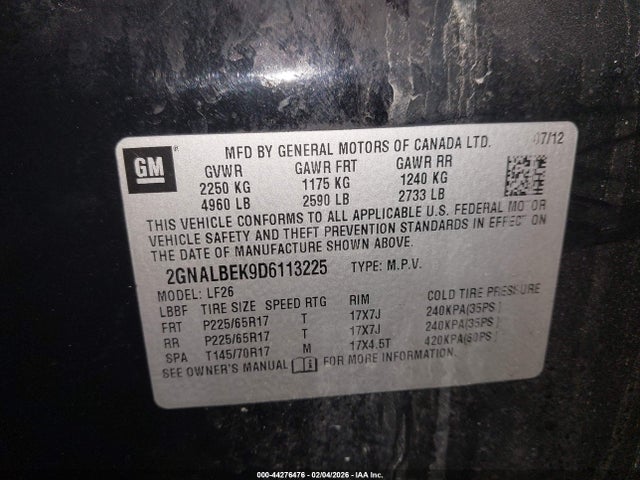 GM
MFD BY GENERAL MOTORS OF CANADA LTD. 07/12
GVWR GAWR FRT GAWR RR
2250 KG 1175 KG 1240 KG
4960 LB 2590 LB 2733 LB
THIS VEHICLE CONFORMS TO ALL APPLICABLE U.S. FEDERAL MOTOR
VEHICLE SAFETY AND THEFT PREVENTION STANDARDS IN EFFECT ON
THE DATE OF MANUFACTURE SHOWN ABOVE.
2GNALBEK9D6113225 TYPE: M.P.V.
MODEL: LF26
LBBF TIRE SIZE SPEED RTG RIM COLD TIRE PRESSURE
FRT P225/65R17 T 17X7J 240KPA(35PS)
RR P225/65R17 T 17X7J 240KPA(35PS)
SPA T145/70R17 M 17X4.5T 420KPA(60PS)
SEE OWNER'S MANUAL FOR MORE INFORMATION.
000-44276476 - 02/04/2026 - IAA Inc.